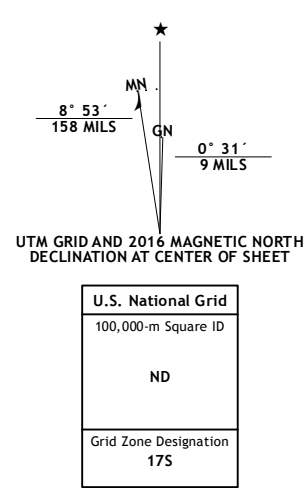 ★
MN
8° 53´
158 MILS
GN
0° 31´
9 MILS
UTM GRID AND 2016 MAGNETIC NORTH
DECLINATION AT CENTER OF SHEET
U.S. National Grid
100,000-m Square ID
ND
Grid Zone Designation
17S